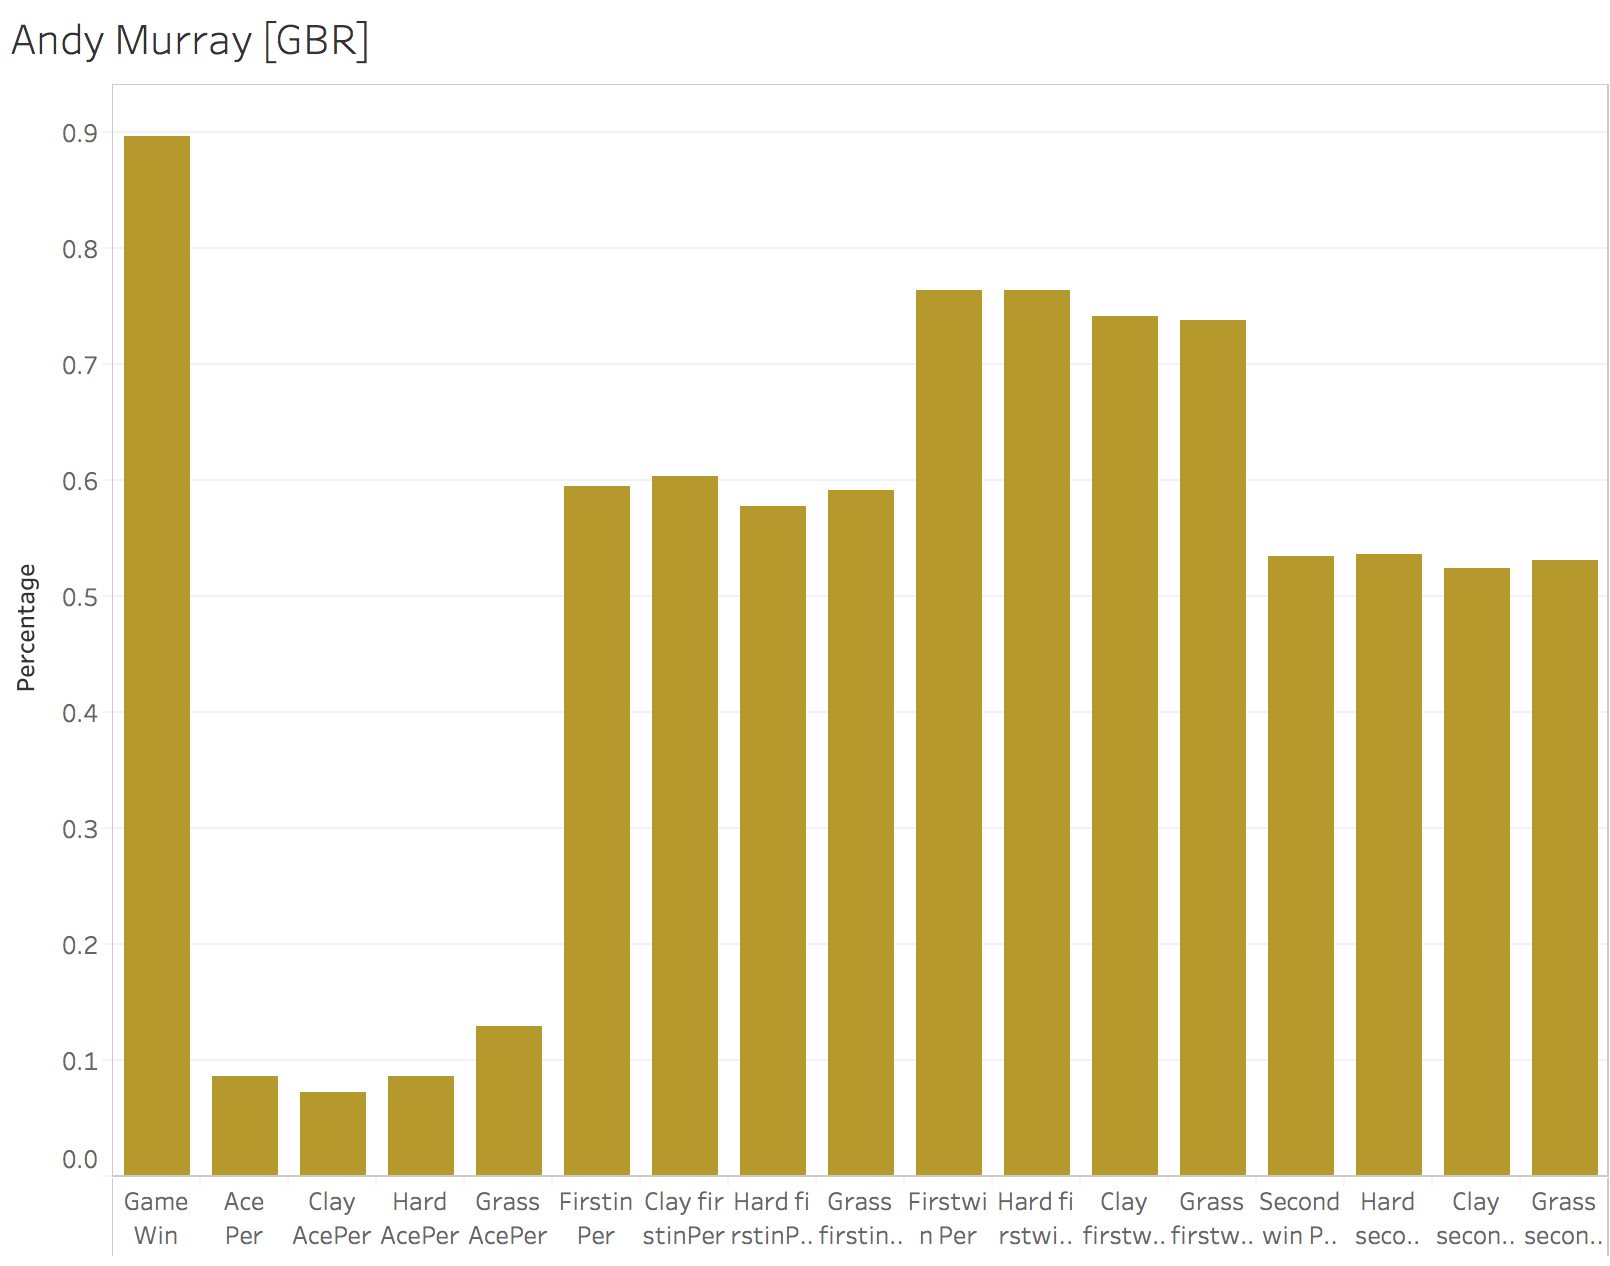 Andy Murray [GBR]
Percentage
0.9
0.8
0.7
0.6
0.5
0.4
0.3
0.2
0.1
0.0
Game Win
Ace Per
Clay AcePer
Hard AcePer
Grass AcePer
Firstin Per
Clay fir stinPer
Hard fi rstinP..
Grass firstin..
Firstwi n Per
Hard fi rstwi..
Clay firstw..
Grass firstw..
Second win P..
Hard seco..
Clay secon..
Grass secon..